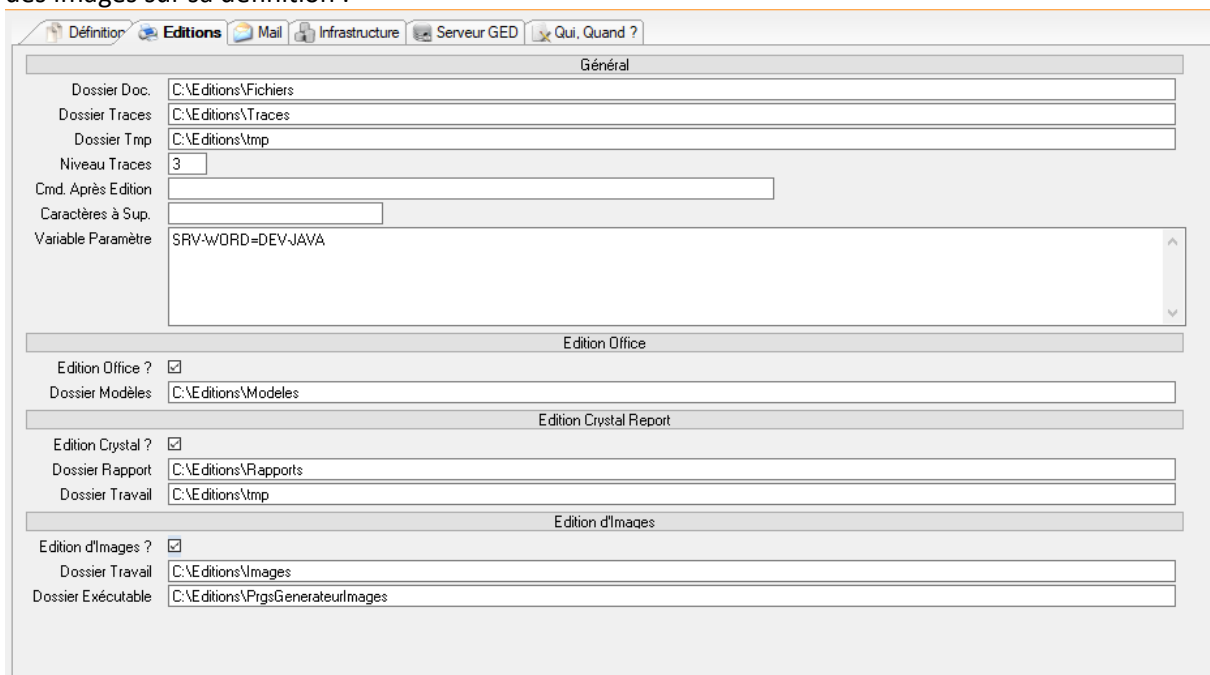 des images sur sa définition :
Définition Editions Mail Infrastructure Serveur GED Qui, Quand ?
Général
Dossier Doc. C:\Editions\Fichiers
Dossier Traces C:\Editions\Traces
Dossier Tmp C:\Editions\tmp
Niveau Traces 3
Cmd. Après Edition
Caractères à Sup.
Variable Paramètre SRV-WORD=DEV-JAVA
Edition Office
Edition Office ?
Dossier Modèles C:\Editions\Modeles
Edition Crystal Report
Edition Crystal ?
Dossier Rapport C:\Editions\Rapports
Dossier Travail C:\Editions\tmp
Edition d'Images
Edition d'Images ?
Dossier Travail C:\Editions\Images
Dossier Exécutable C:\Editions\PrgsGenerateurImages